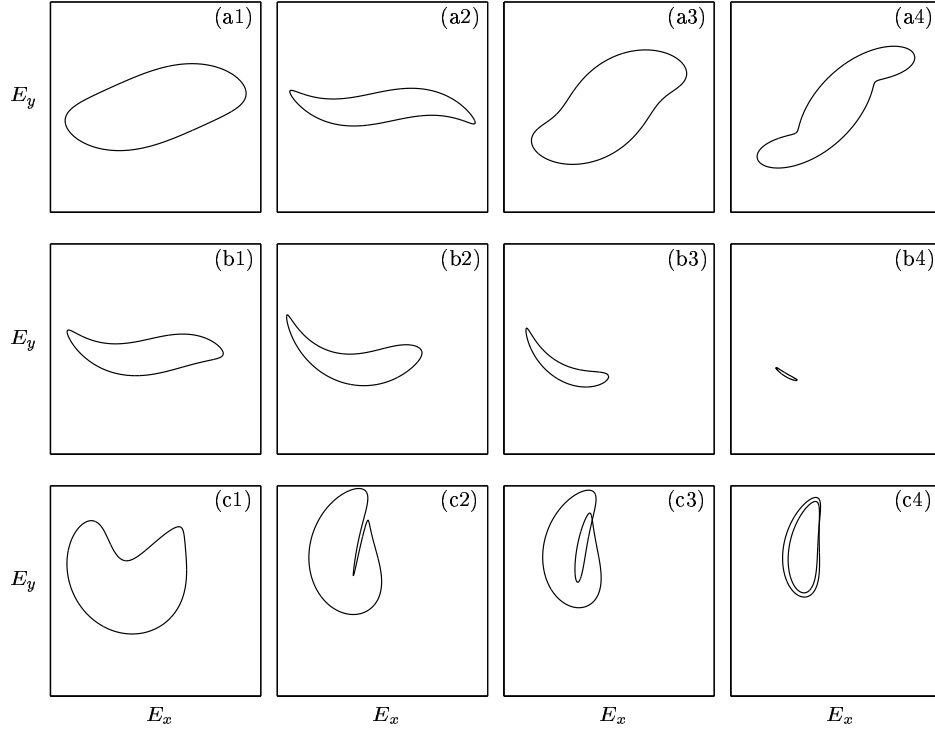 (a1) (a2) (a3) (a4)
E_y
(b1) (b2) (b3) (b4)
E_y
(c1) (c2) (c3) (c4)
E_y
E_x E_x E_x E_x